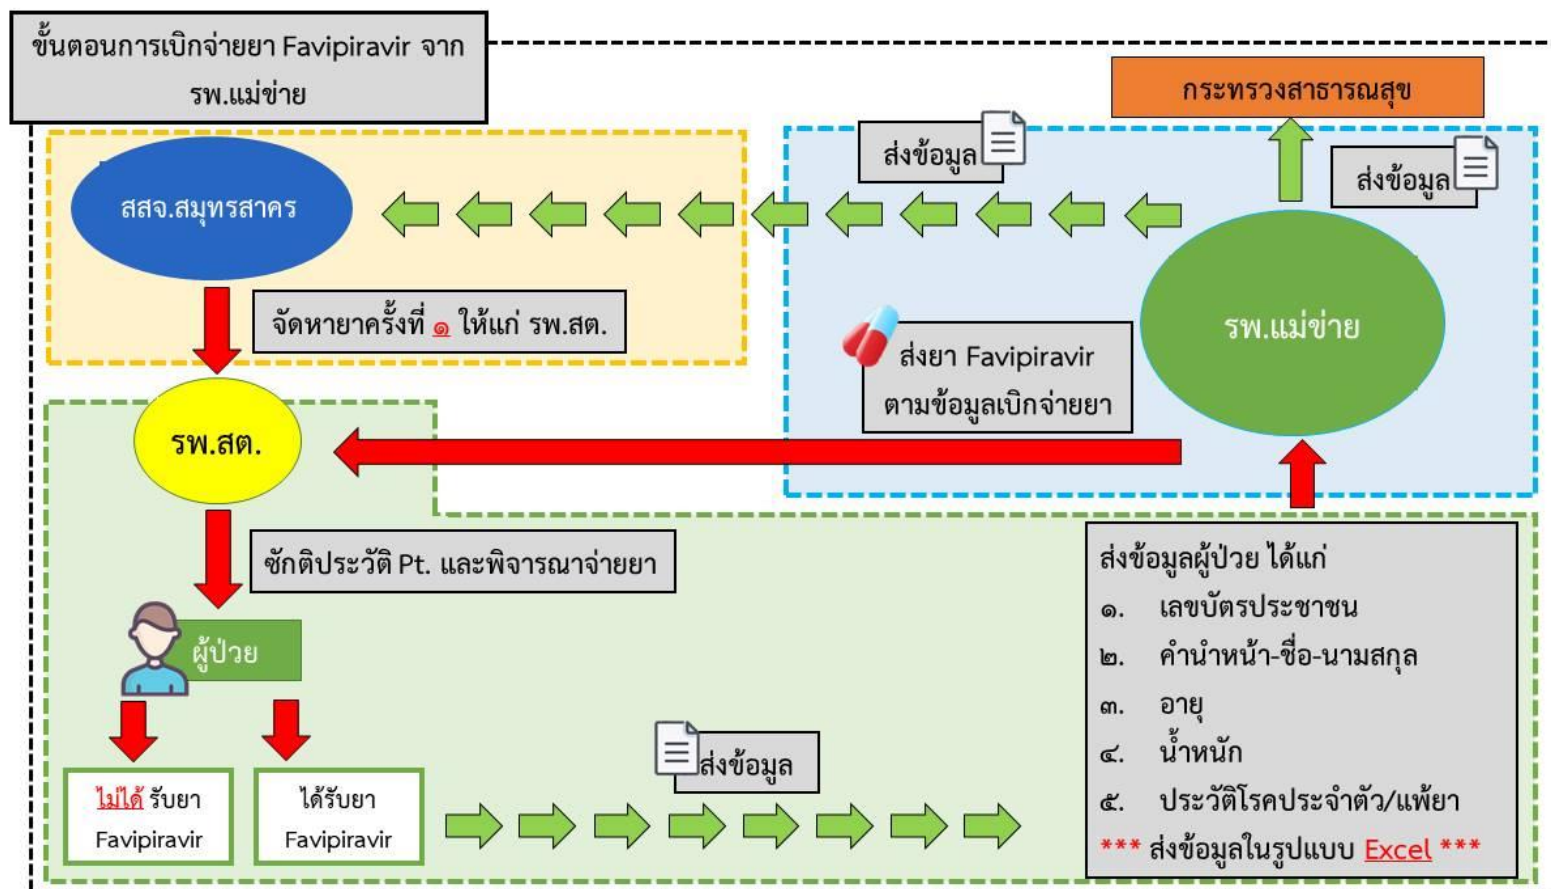 ขั้นตอนการเบิกจ่ายยา Favipiravir จาก
รพ.แม่ข่าย
กระทรวงสาธารณสุข
ส่งข้อมูล
ส่งข้อมูล
สสจ.สมุทรสาคร
จัดหายาครั้งที่ ๑ ให้แก่ รพ.สต.
รพ.แม่ข่าย
ส่งยา Favipiravir
ตามข้อมูลเบิกจ่ายยา
รพ.สต.
ซักติประวัติ Pt. และพิจารณาจ่ายยา
ผู้ป่วย
ไม่ได้ รับยา
Favipiravir
ได้รับยา
Favipiravir
ส่งข้อมูล
ส่งข้อมูลผู้ป่วย ได้แก่
๑. เลขบัตรประชาชน
๒. คำนำหน้า-ชื่อ-นามสกุล
๓. อายุ
๔. น้ำหนัก
๕. ประวัติโรคประจำตัว/แพ้ยา
*** ส่งข้อมูลในรูปแบบ Excel ***